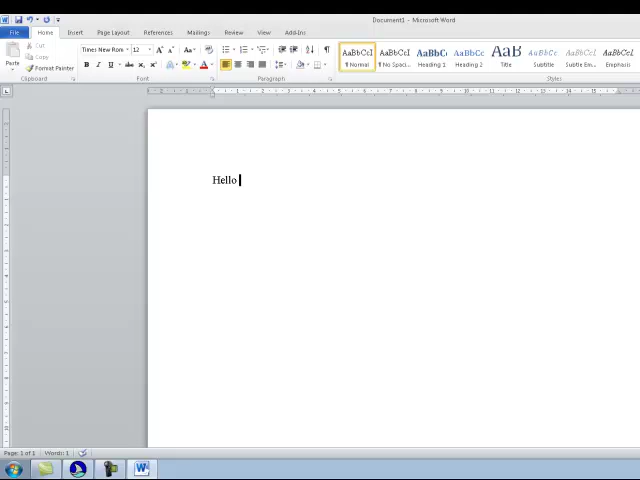 Document1 - Microsoft Word
File Home Insert Page Layout References Mailings Review View Add-Ins
Paste
Cut
Copy
Format Painter
Times New Rom 12
AaBbCcI AaBbCcI AaBbC AaBbCc AaB AaBbCc AaBbCcI AaBbCcI
¶ Normal ¶ No Spaci... Heading 1 Heading 2 Title Subtitle Subtle Em... Emphasis
Clipboard Font Paragraph Styles
Hello
Page: 1 of 1 Words: 1